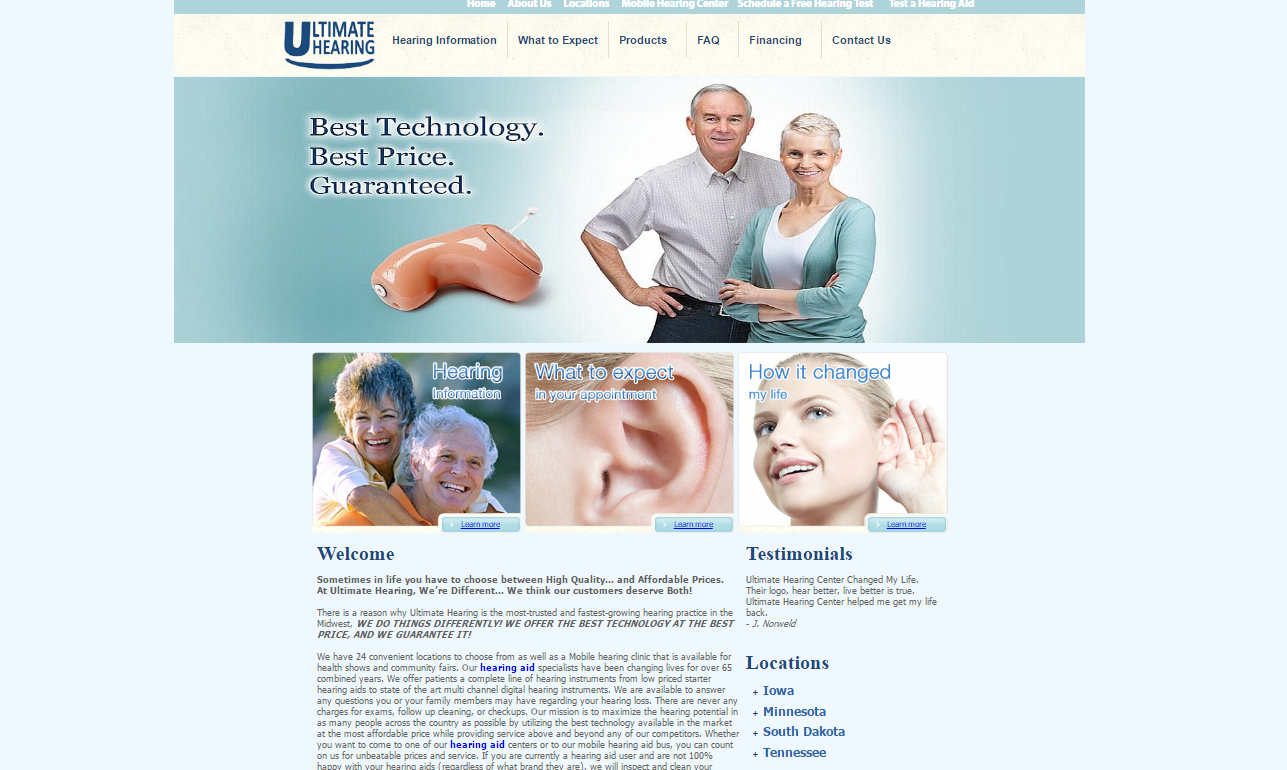 Home About Us Locations Mobile Hearing Center Schedule a Free Hearing Test Test a Hearing Aid
ULTIMATE
HEARING
Hearing Information What to Expect Products FAQ Financing Contact Us
Best Technology.
Best Price.
Guaranteed.
Hearing
Information
Learn more
What to expect
in your appointment
Learn more
How it changed
my life
Learn more
Welcome
Sometimes in life you have to choose between High Quality... and Affordable Prices.
At Ultimate Hearing, We're Different... We think our customers deserve Both!
There is a reason why Ultimate Hearing is the most-trusted and fastest-growing hearing practice in the
Midwest, WE DO THINGS DIFFERENTLY! WE OFFER THE BEST TECHNOLOGY AT THE BEST
PRICE, AND WE GUARANTEE IT!
We have 24 convenient locations to choose from as well as a Mobile hearing clinic that is available for
health shows and community fairs. Our hearing aid specialists have been changing lives for over 65
combined years. We offer patients a complete line of hearing instruments from low priced starter
hearing aids to state of the art multi channel digital hearing instruments. We are available to answer
any questions you or your family members may have regarding your hearing loss. There are never any
charges for exams, follow up cleaning, or checkups. Our mission is to maximize the hearing potential in
as many people across the country as possible by utilizing the best technology available in the market
at the most affordable price while providing service above and beyond any of our competitors. Whether
you want to come to one of our hearing aid centers or to our mobile hearing aid bus, you can count
on us for unbeatable prices and service. If you are currently a hearing aid user and are not 100%
happy with your hearing aids (regardless of what brand they are), we will inspect and clean your
Testimonials
Ultimate Hearing Center Changed My Life.
Their logo, hear better, live better is true.
Ultimate Hearing Center helped me get my life
back.
- J. Norweld
Locations
+ Iowa
+ Minnesota
+ South Dakota
+ Tennessee